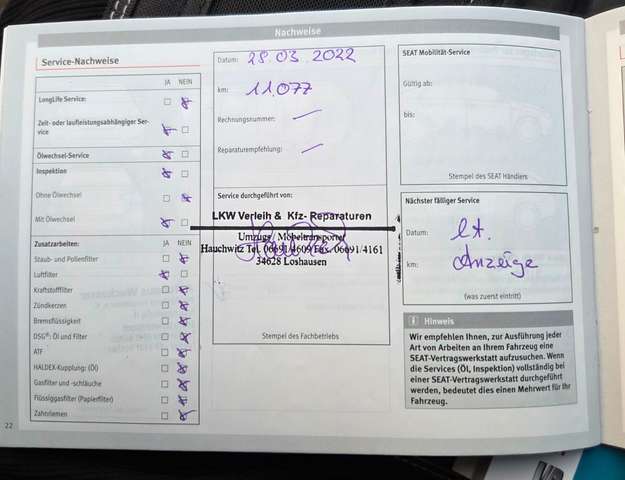 Nachweise
Service-Nachweise
JA NEIN
LongLife Service:
Zeit- oder laufleistungsabhängiger Ser-
vice
Ölwechsel-Service
Inspektion
Ohne Ölwechsel
Mit Ölwechsel
Zusatzarbeiten: JA NEIN
Staub- und Pollenfilter
Luftfilter
Kraftstofffilter
Zündkerzen
Bremsflüssigkeit
DSG®: Öl und Filter
ATF
HALDEX-Kupplung: (Öl)
Gasfilter und -schläuche
Flüssiggasfilter (Papierfilter)
Zahnriemen
22
Datum: 28.03.2022
km: 11.077
Rechnungsnummer: —
Reparaturempfehlung: —
Service durchgeführt von:
LKW Verleih & Kfz- Reparaturen
Umzugs / Möbeltransporte
Hauchwitz Tel. 06691/4609 Fax. 06691/4161
34628 Loshausen
Stempel des Fachbetriebs
SEAT Mobilität-Service
Gültig ab:
bis:
Stempel des SEAT Händlers
Nächster fälliger Service
Datum: lt.
km: Anzeige
(was zuerst eintritt)
i Hinweis
Wir empfehlen Ihnen, zur Ausführung jeder
Art von Arbeiten an Ihrem Fahrzeug eine
SEAT-Vertragswerkstatt aufzusuchen. Wenn
die Services (Öl, Inspektion) vollständig bei
einer SEAT-Vertragswerkstatt durchgeführt
werden, bedeutet dies einen Mehrwert für Ihr
Fahrzeug.